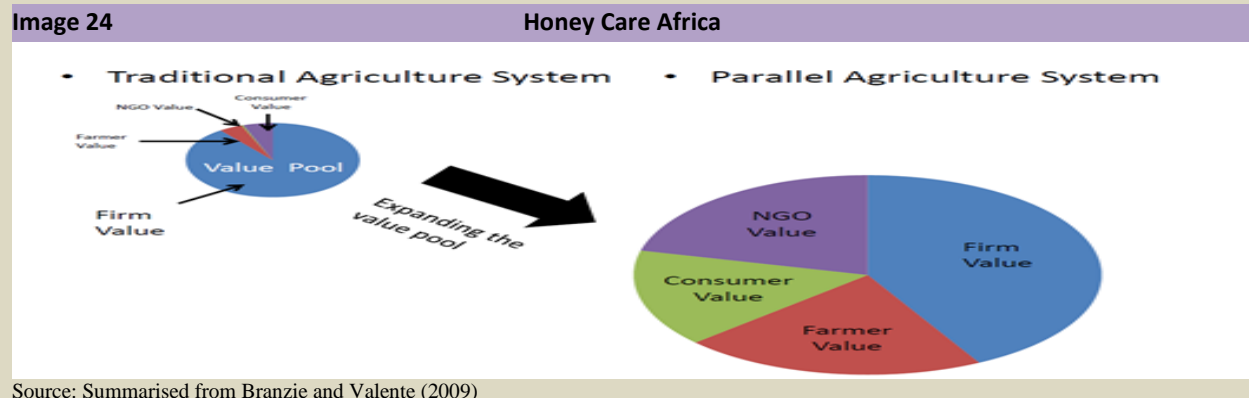 Image 24 Honey Care Africa
• Traditional Agriculture System
• Parallel Agriculture System
NGO Value
Consumer
Value
Farmer
Value
Value Pool
Firm
Value
Expanding the
value pool
NGO
Value
Firm
Value
Consumer
Value
Farmer
Value
Source: Summarised from Branzie and Valente (2009)